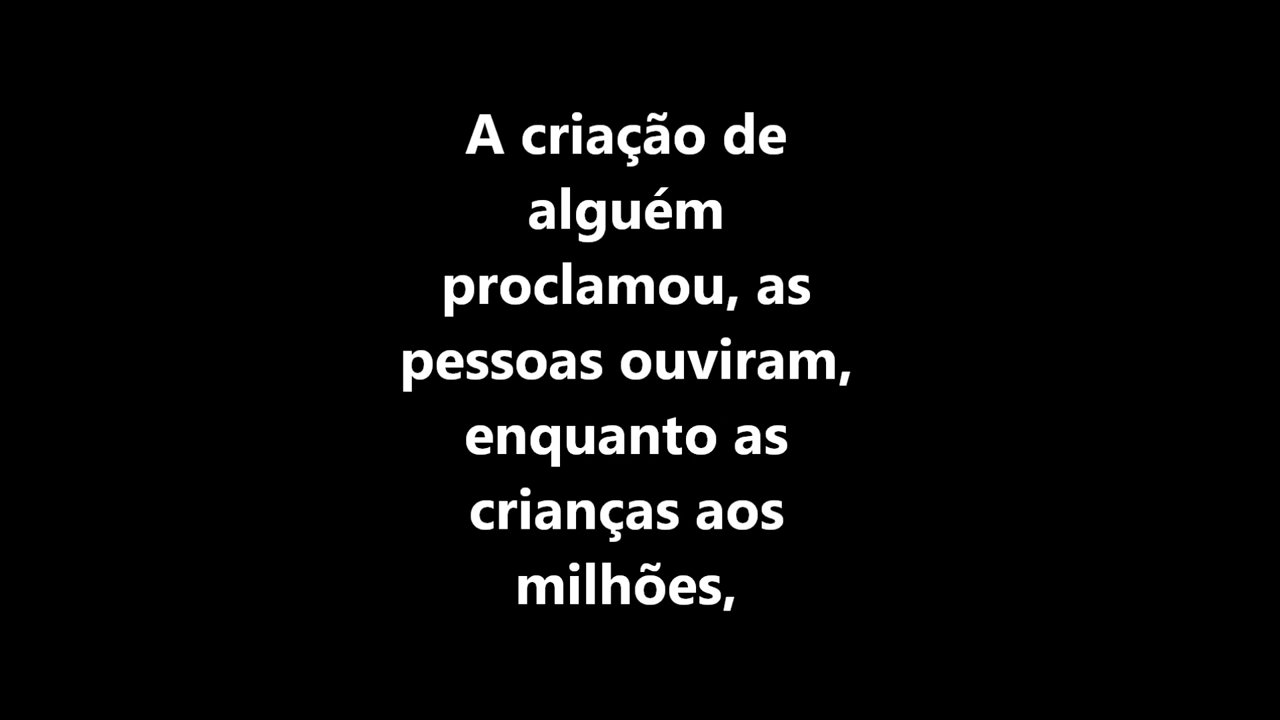 A criação de
alguém
proclamou, as
pessoas ouviram,
enquanto as
crianças aos
milhões,